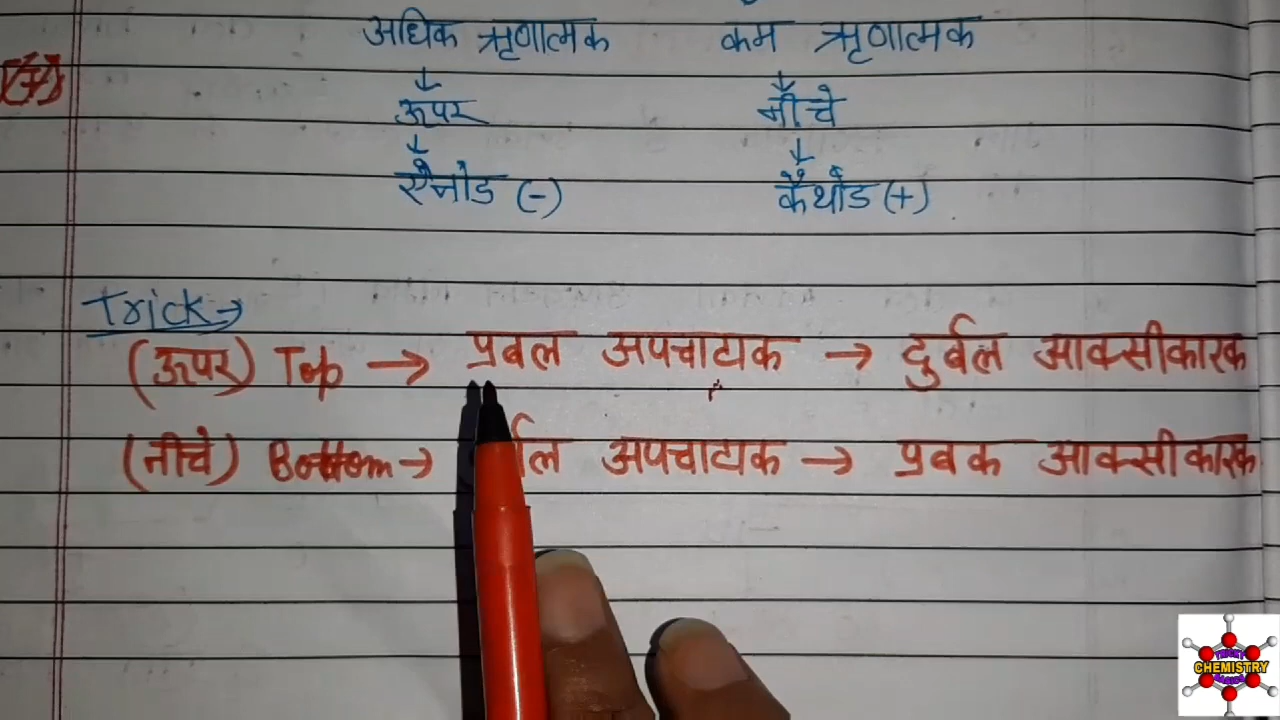 अधिक ऋणात्मक कम ऋणात्मक
↓ ↓
ऊपर नीचे
↓ ↓
ऐनोड (-) कैथोड (+)
Trick →
(ऊपर) Top → प्रबल अपचायक → दुर्बल आक्सीकारक
(नीचे) Bottom → अपचायक → प्रबक आक्सीकारक
CHEMISTRY